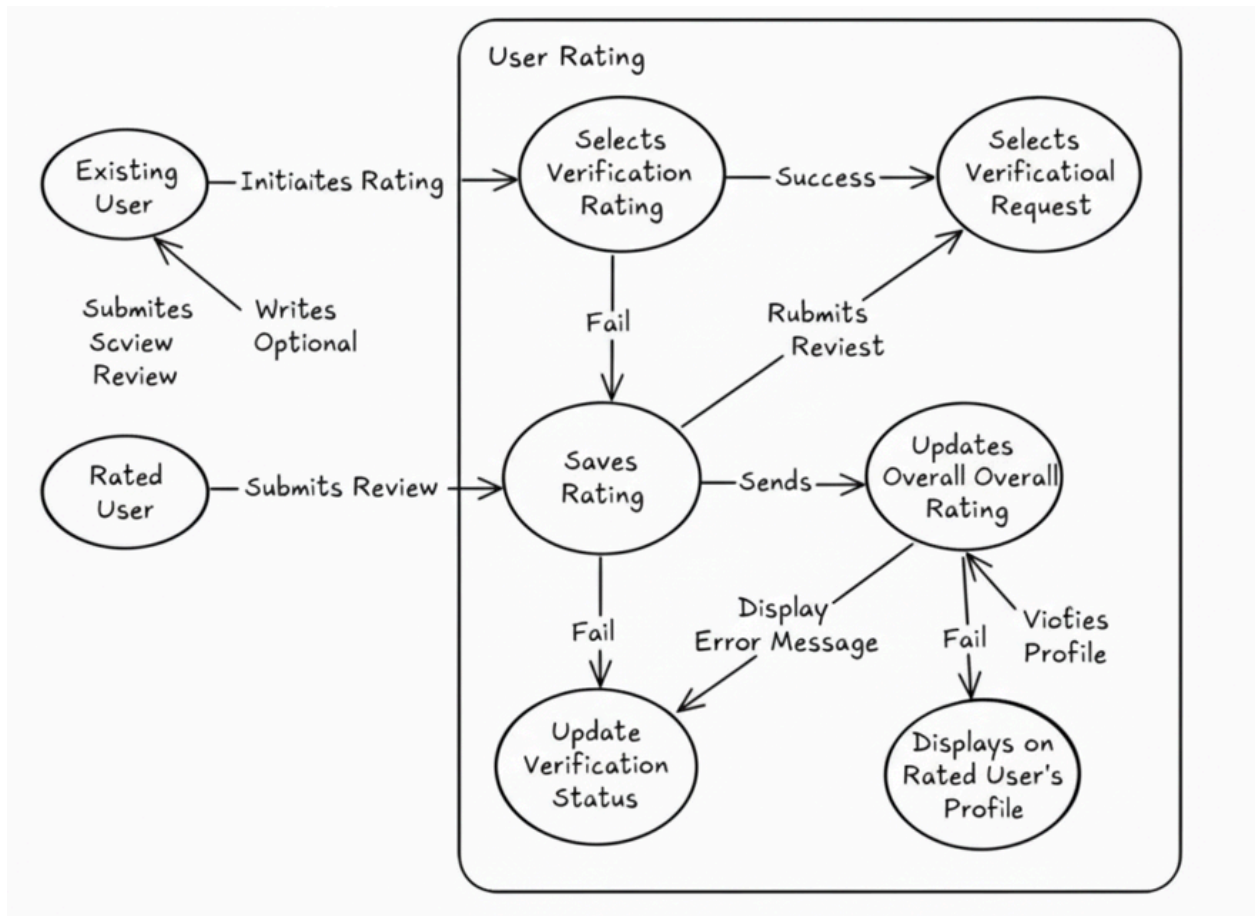 User Rating
Existing
User
Initiaites Rating
Selects
Verification
Rating
Success
Selects
Verificatioal
Request
Submites
Scview
Review
Writes
Optional
Fail
Rubmits
Reviest
Rated
User
Submits Review
Saves
Rating
Sends
Updates
Overall Overall
Rating
Fail
Display
Error Message
Fail
Viofies
Profile
Update
Verification
Status
Displays on
Rated User's
Profile